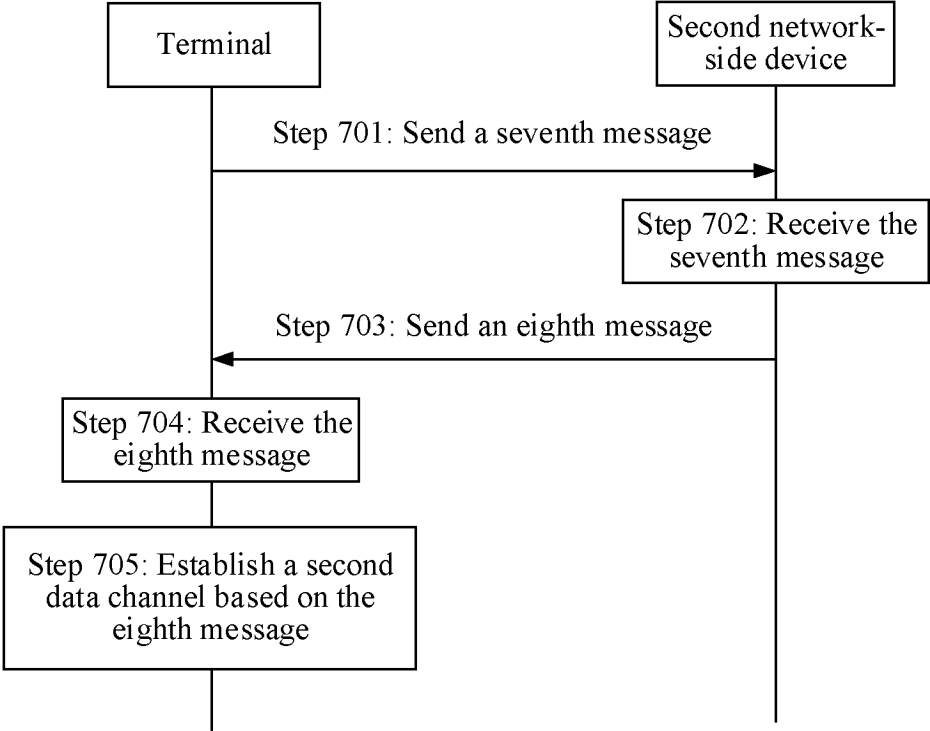 Terminal
Second network-
side device
Step 701: Send a seventh message
Step 702: Receive the
seventh message
Step 703: Send an eighth message
Step 704: Receive the
eighth message
Step 705: Establish a second
data channel based on the
eighth message